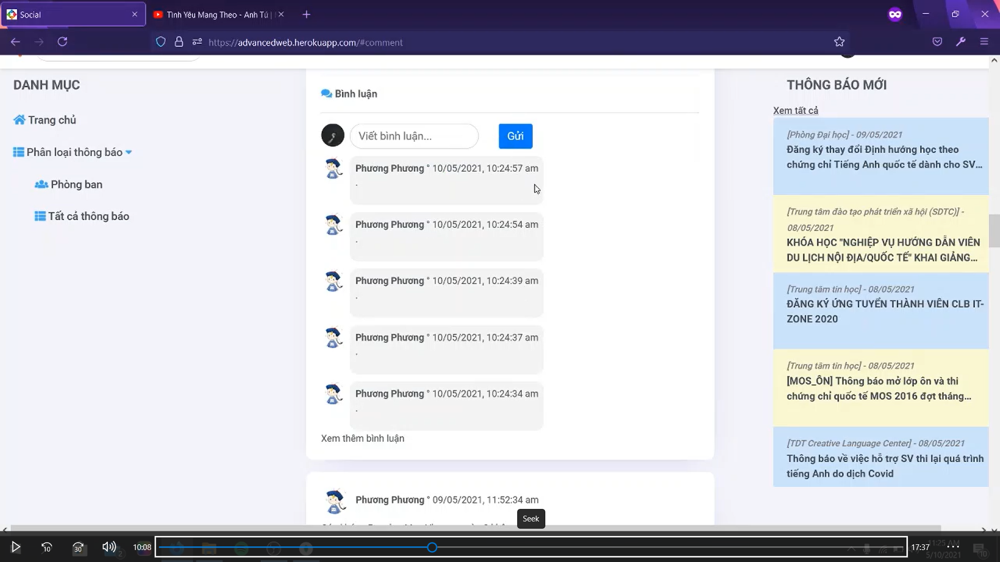 Social
Tình Yêu Mang Theo - Anh Tú |
https://advancedweb.herokuapp.com/#comment
DANH MỤC
Trang chủ
Phân loại thông báo
Phòng ban
Tất cả thông báo
Bình luận
Viết bình luận...
Gửi
Phương Phương ° 10/05/2021, 10:24:57 am
.
Phương Phương ° 10/05/2021, 10:24:54 am
.
Phương Phương ° 10/05/2021, 10:24:39 am
.
Phương Phương ° 10/05/2021, 10:24:37 am
.
Phương Phương ° 10/05/2021, 10:24:34 am
.
Xem thêm bình luận
Phương Phương ° 09/05/2021, 11:52:34 am
THÔNG BÁO MỚI
Xem tất cả
[Phòng Đại học] - 09/05/2021
Đăng ký thay đổi Định hướng học theo
chứng chỉ Tiếng Anh quốc tế dành cho SV...
[Trung tâm đào tạo phát triển xã hội (SDTC)] -
08/05/2021
KHÓA HỌC "NGHIỆP VỤ HƯỚNG DẪN VIÊN
DU LỊCH NỘI ĐỊA/QUỐC TẾ" KHAI GIẢNG...
[Trung tâm tin học] - 08/05/2021
ĐĂNG KÝ ỨNG TUYỂN THÀNH VIÊN CLB IT-
ZONE 2020
[Trung tâm tin học] - 08/05/2021
[MOS_ÔN] Thông báo mở lớp ôn và thi
chứng chỉ quốc tế MOS 2016 đợt tháng...
[TDT Creative Language Center] - 08/05/2021
Thông báo về việc hỗ trợ SV thi lại quá trình
tiếng Anh do dịch Covid
Seek
10
30
10:08
17:37
11:25 AM
5/10/2021